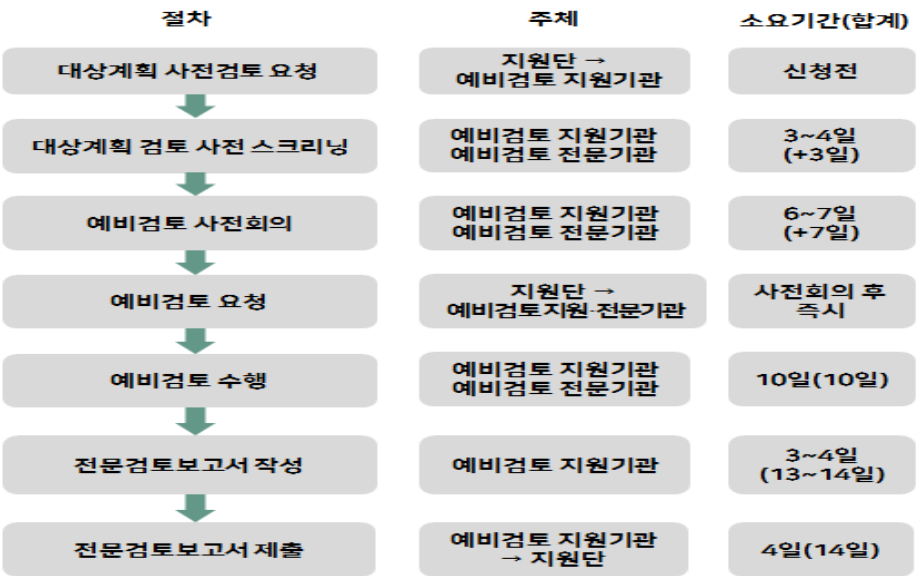 절차 주체 소요기간(합계)
대상계획 사전검토 요청
지원단 →
예비검토 지원기관
신청전
대상계획 검토 사전 스크리닝
예비검토 지원기관
예비검토 전문기관
3~4일
(+3일)
예비검토 사전회의
예비검토 지원기관
예비검토 전문기관
6~7일
(+7일)
예비검토 요청
지원단 →
예비검토지원·전문기관
사전회의 후
즉시
예비검토 수행
예비검토 지원기관
예비검토 전문기관
10일(10일)
전문검토보고서 작성
예비검토 지원기관
3~4일
(13~14일)
전문검토보고서 제출
예비검토 지원기관
→ 지원단
4일(14일)